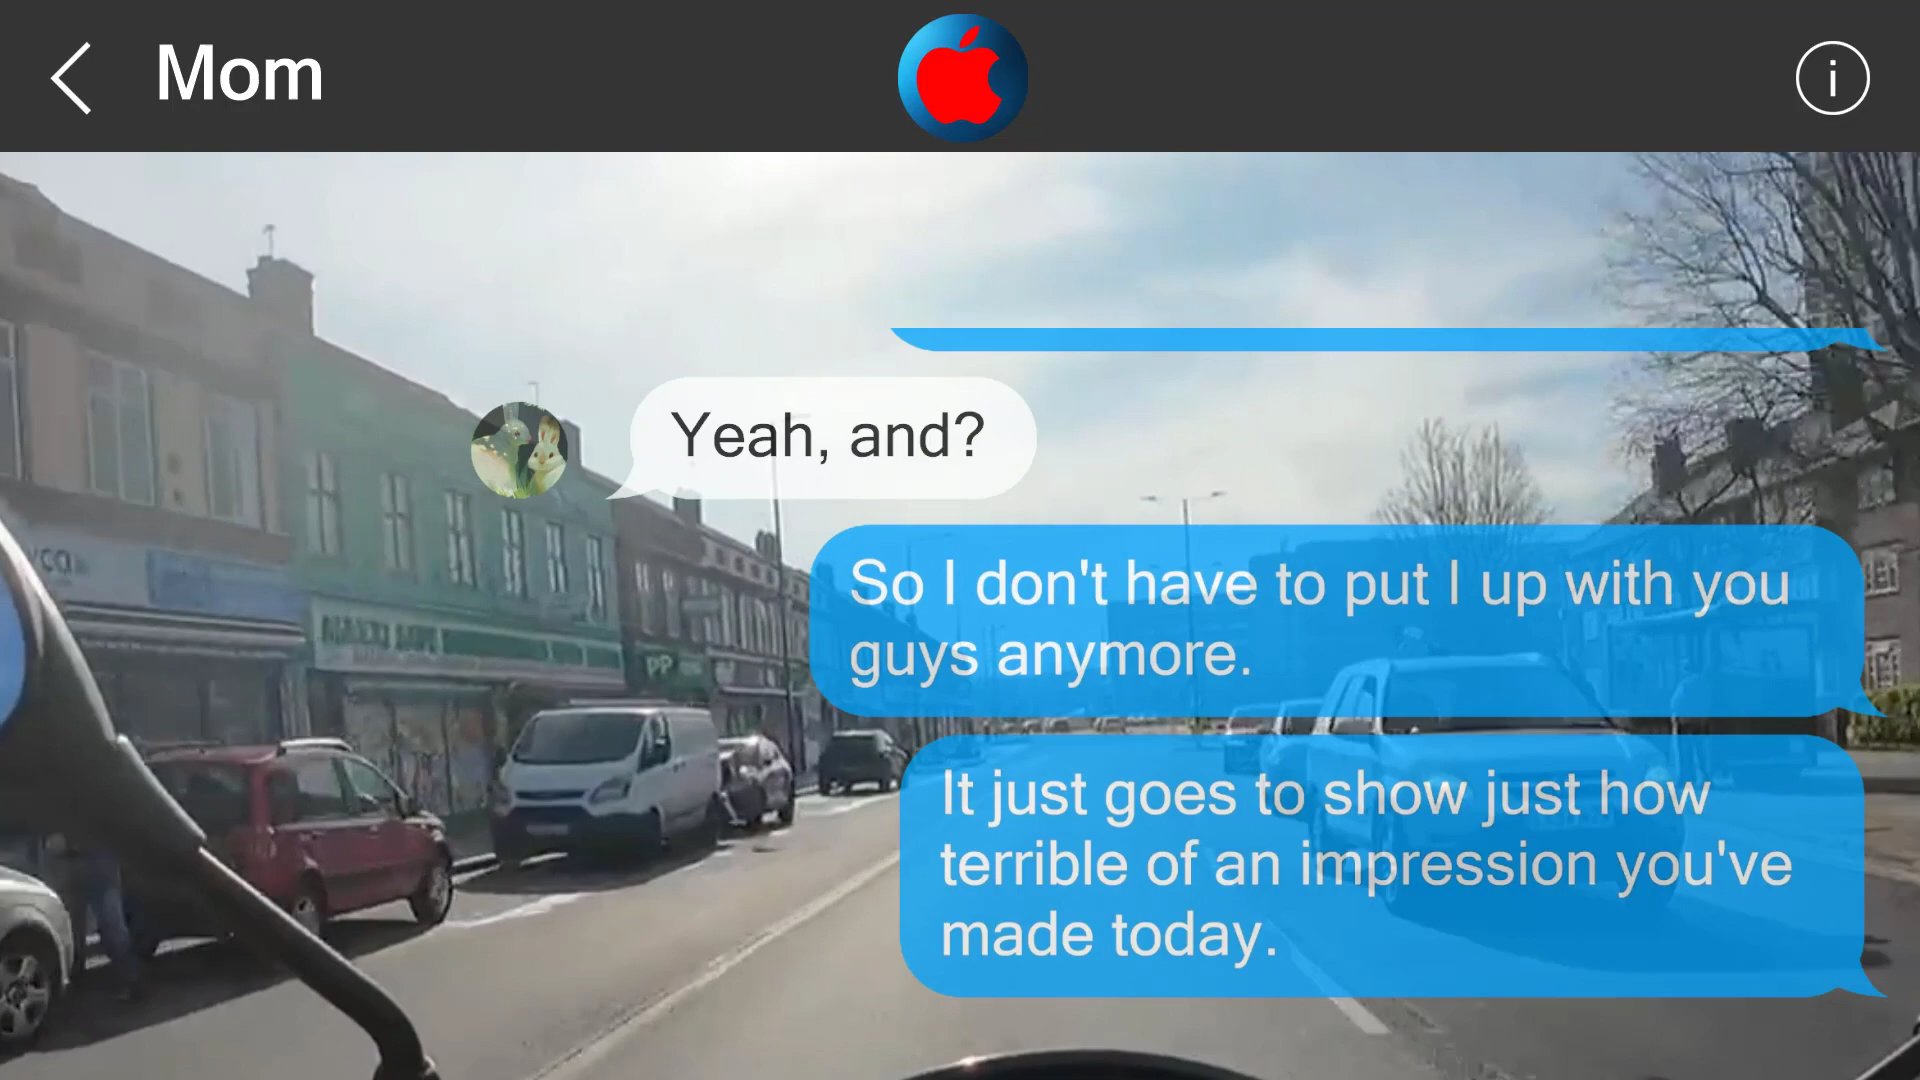 Mom
i
Yeah, and?
So I don't have to put I up with you
guys anymore.
It just goes to show just how
terrible of an impression you've
made today.
PP